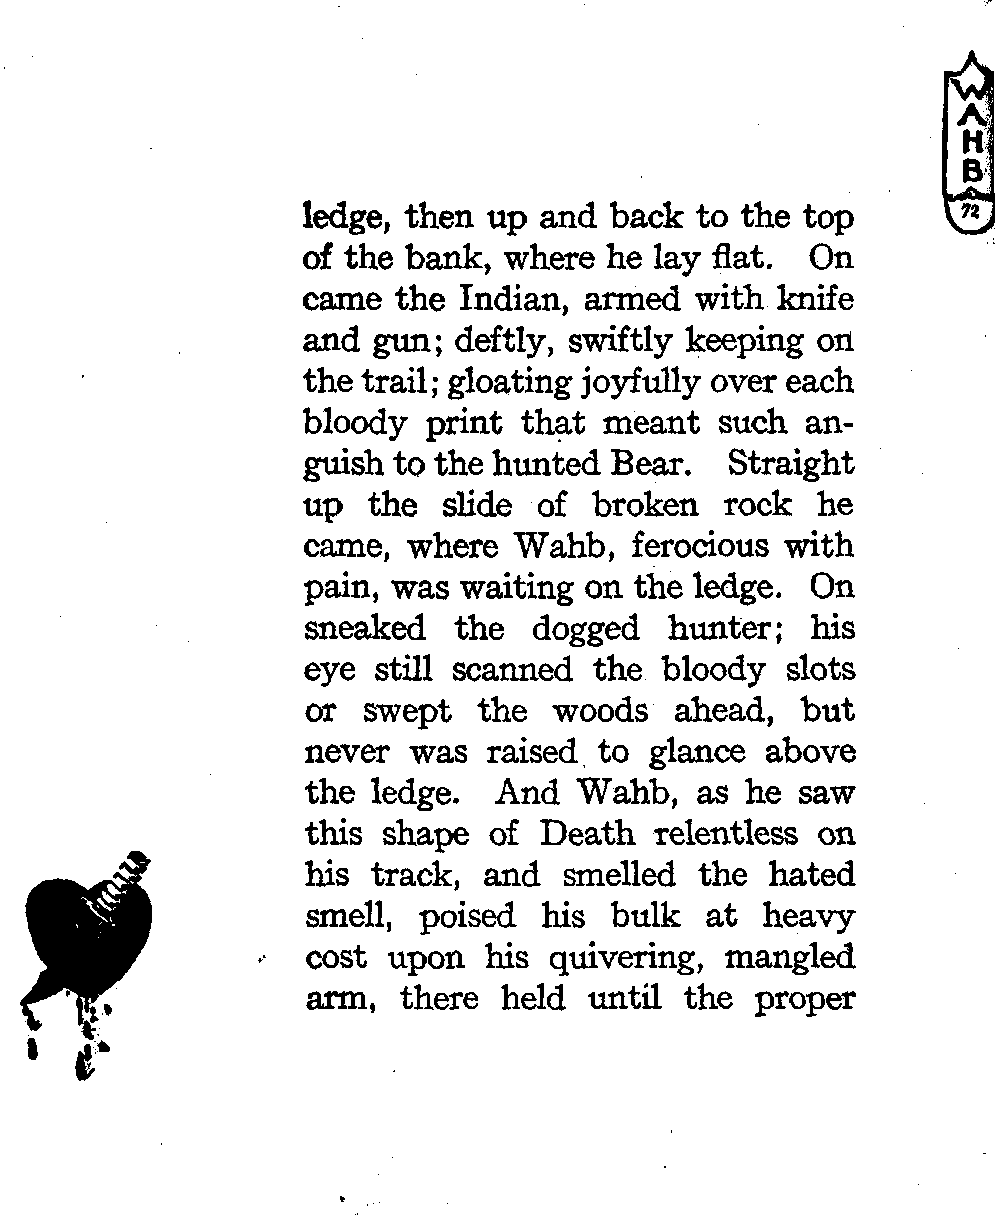 WAHB
72
ledge, then up and back to the top
of the bank, where he lay flat. On
came the Indian, armed with knife
and gun; deftly, swiftly keeping on
the trail; gloating joyfully over each
bloody print that meant such an-
guish to the hunted Bear. Straight
up the slide of broken rock he
came, where Wahb, ferocious with
pain, was waiting on the ledge. On
sneaked the dogged hunter; his
eye still scanned the bloody slots
or swept the woods ahead, but
never was raised to glance above
the ledge. And Wahb, as he saw
this shape of Death relentless on
his track, and smelled the hated
smell, poised his bulk at heavy
cost upon his quivering, mangled
arm, there held until the proper